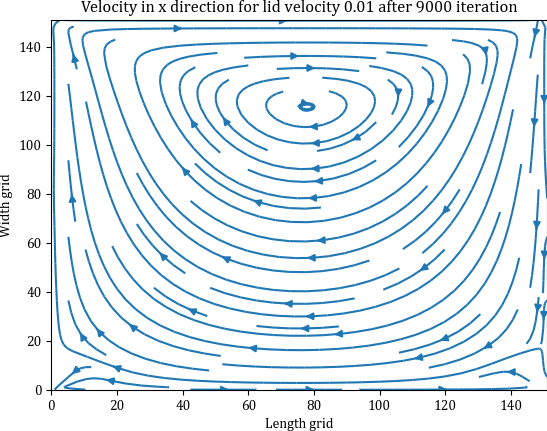 Velocity in x direction for lid velocity 0.01 after 9000 iteration
140
120
100
80
60
40
20
0
Width grid
0 20 40 60 80 100 120 140
Length grid